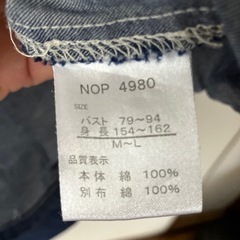 NOP 4980
SIZE
バスト 79~94
身長 154~162
M~L
品質表示
本体 綿 100%
別布 綿 100%